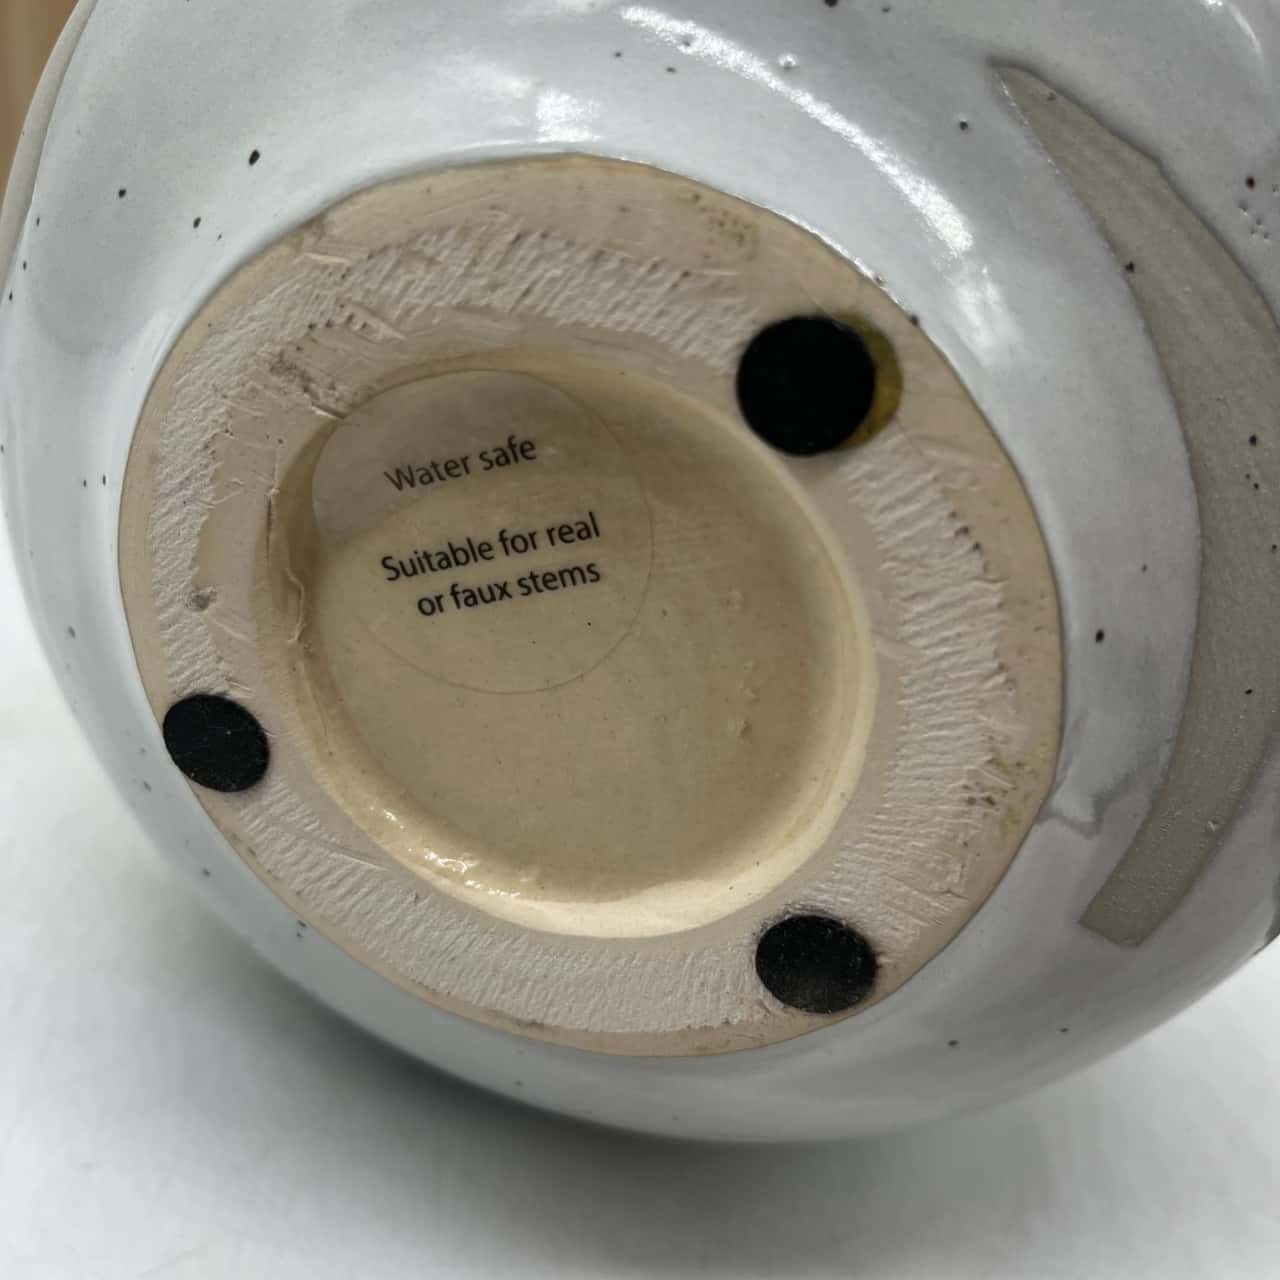 Water safe
Suitable for real
or faux stems